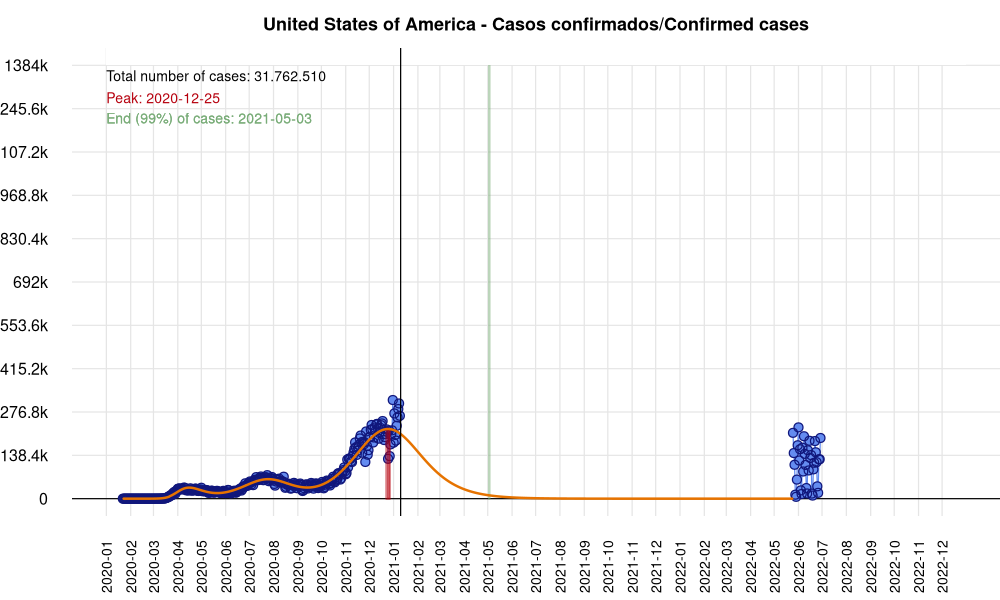 United States of America - Casos confirmados/Confirmed cases
Total number of cases: 31.762.510
Peak: 2020-12-25
End (99%) of cases: 2021-05-03
1384k
245.6k
107.2k
968.8k
830.4k
692k
553.6k
415.2k
276.8k
138.4k
0
2020-01
2020-02
2020-03
2020-04
2020-05
2020-06
2020-07
2020-08
2020-09
2020-10
2020-11
2020-12
2021-01
2021-02
2021-03
2021-04
2021-05
2021-06
2021-07
2021-08
2021-09
2021-10
2021-11
2021-12
2022-01
2022-02
2022-03
2022-04
2022-05
2022-06
2022-07
2022-08
2022-09
2022-10
2022-11
2022-12